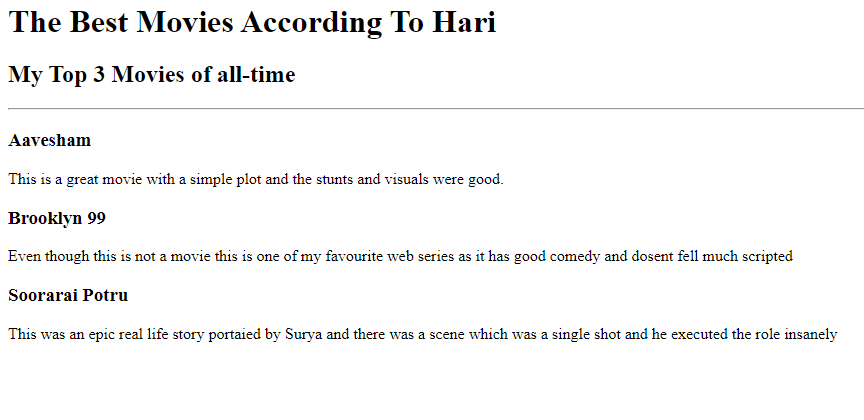 The Best Movies According To Hari
My Top 3 Movies of all-time
Aavesham
This is a great movie with a simple plot and the stunts and visuals were good.
Brooklyn 99
Even though this is not a movie this is one of my favourite web series as it has good comedy and dosent fell much scripted
Soorarai Potru
This was an epic real life story portaied by Surya and there was a scene which was a single shot and he executed the role insanely